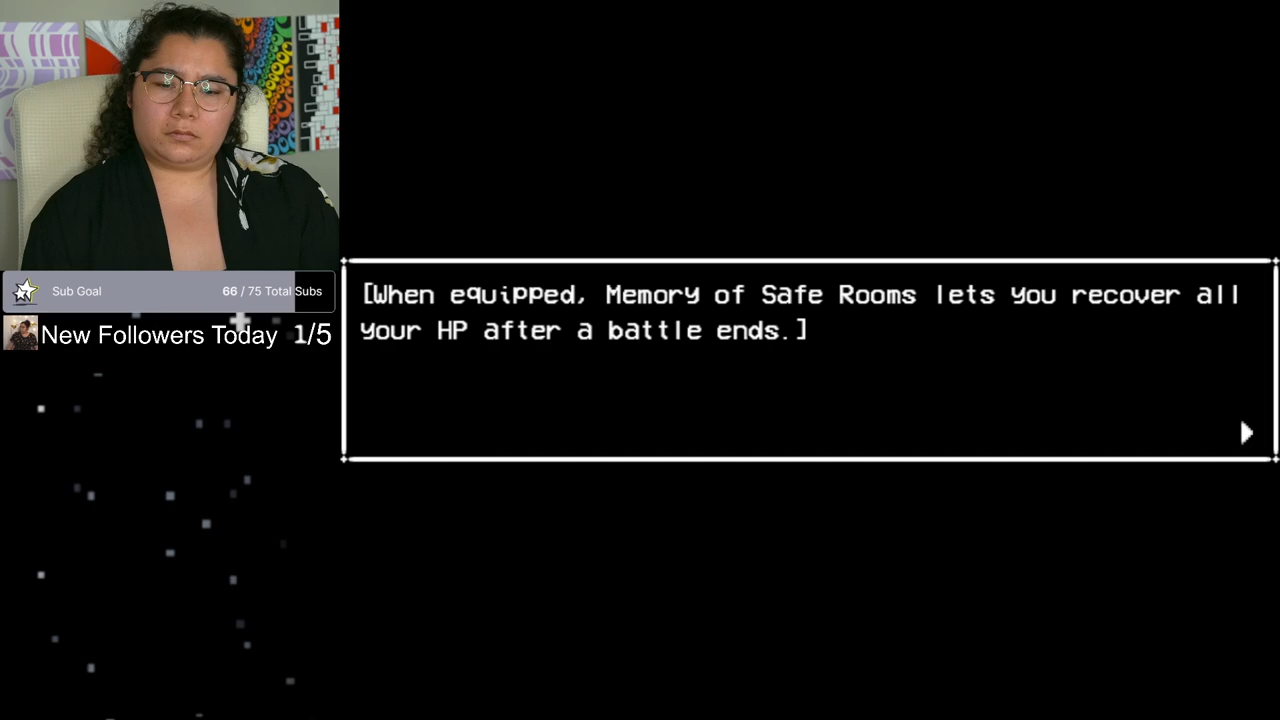 Sub Goal 66 / 75 Total Subs
New Followers Today 1/5
[When equipped, Memory of Safe Rooms lets you recover all
your HP after a battle ends.]